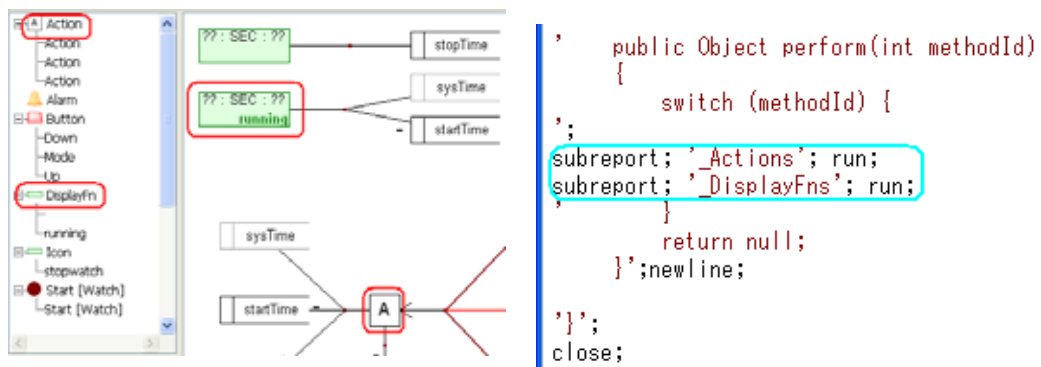 Action
Action
Action
Action
Alarm
Button
Down
Mode
Up
DisplayFn
running
Icon
stopwatch
Start [Watch]
Start [Watch]
?? : SEC : ??
stopTime
?? : SEC : ??
running
sysTime
startTime
sysTime
startTime
A
'    public Object perform(int methodId)
{
switch (methodId) {
';
subreport; '_Actions'; run;
subreport; '_DisplayFns'; run;
'        }
return null;
}';newline;
'}';
close;